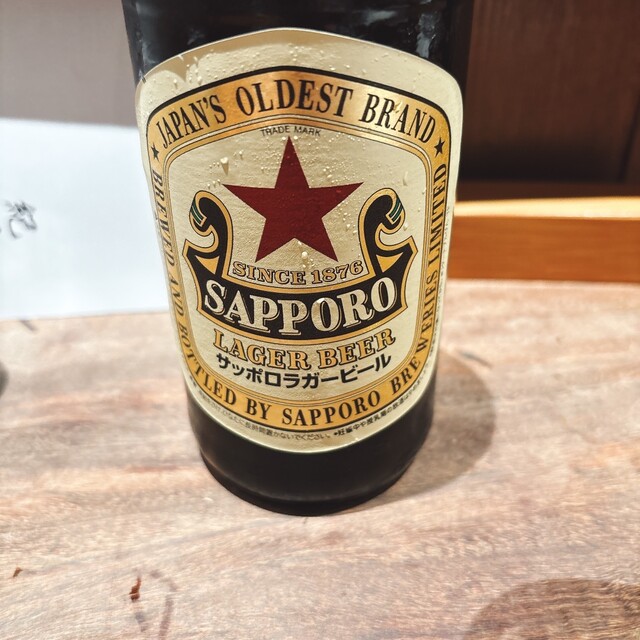 ★ JAPAN'S OLDEST BRAND ★
TRADE MARK
SINCE 1876
SAPPORO
LAGER BEER
サッポロラガービール
BREWED AND BOTTLED BY SAPPORO BREWERIES LIMITED